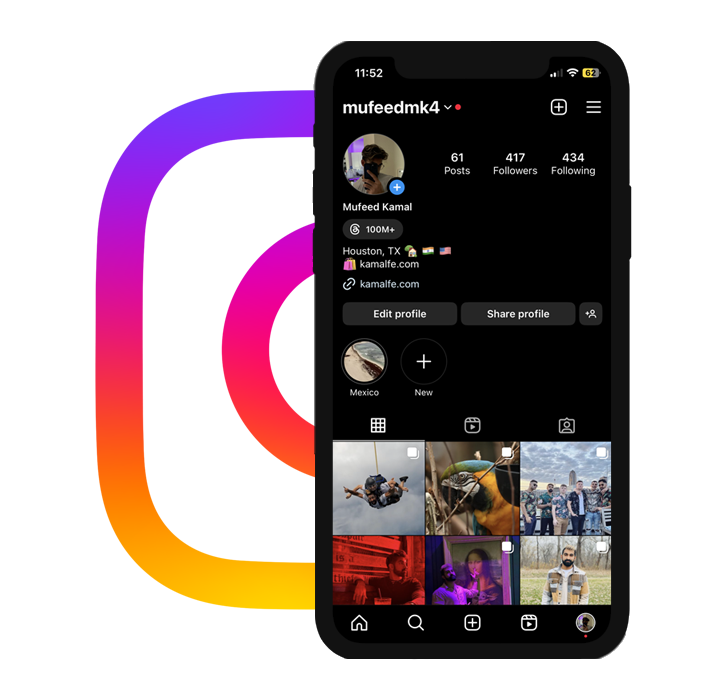 11:52
62
mufeedmk4
61 417 434
Posts Followers Following
Mufeed Kamal
100M+
Houston, TX
kamalfe.com
kamalfe.com
Edit profile Share profile
Mexico New
is a